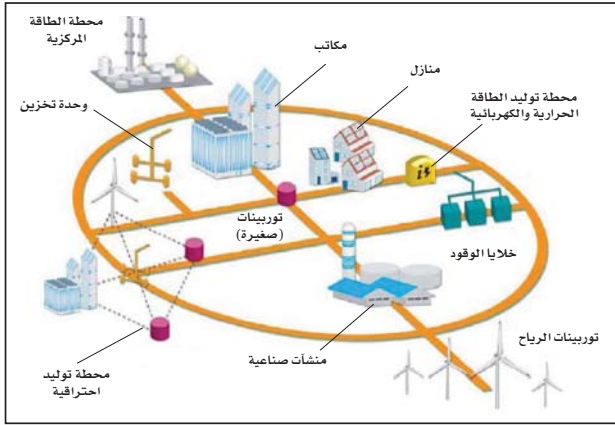 محطة الطاقة
المركزية
مكاتب
منازل
وحدة تخزين
محطة توليد الطاقة
الحرارية والكهربائية
توربينات
(صغيرة)
خلايا الوقود
توربينات الرياح
منشآت صناعية
محطة توليد
احتراقية